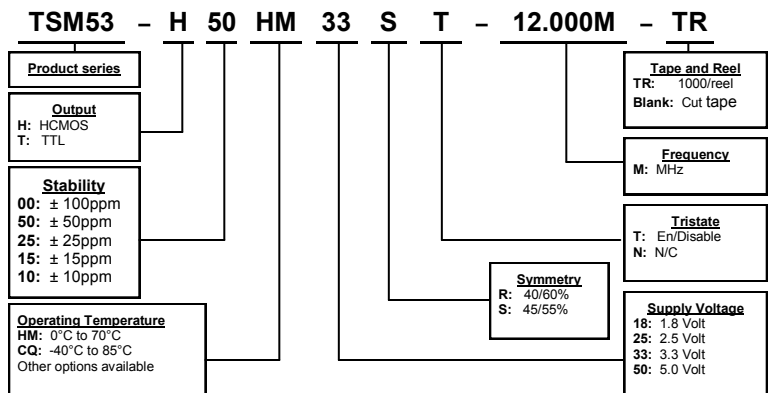 TSM53 – H 50 HM 33 S T – 12.000M – TR
Product series
Output
H: HCMOS
T: TTL
Stability
00: ± 100ppm
50: ± 50ppm
25: ± 25ppm
15: ± 15ppm
10: ± 10ppm
Operating Temperature
HM: 0°C to 70°C
CQ: -40°C to 85°C
Other options available
Symmetry
R: 40/60%
S: 45/55%
Tape and Reel
TR: 1000/reel
Blank: Cut tape
Frequency
M: MHz
Tristate
T: En/Disable
N: N/C
Supply Voltage
18: 1.8 Volt
25: 2.5 Volt
33: 3.3 Volt
50: 5.0 Volt